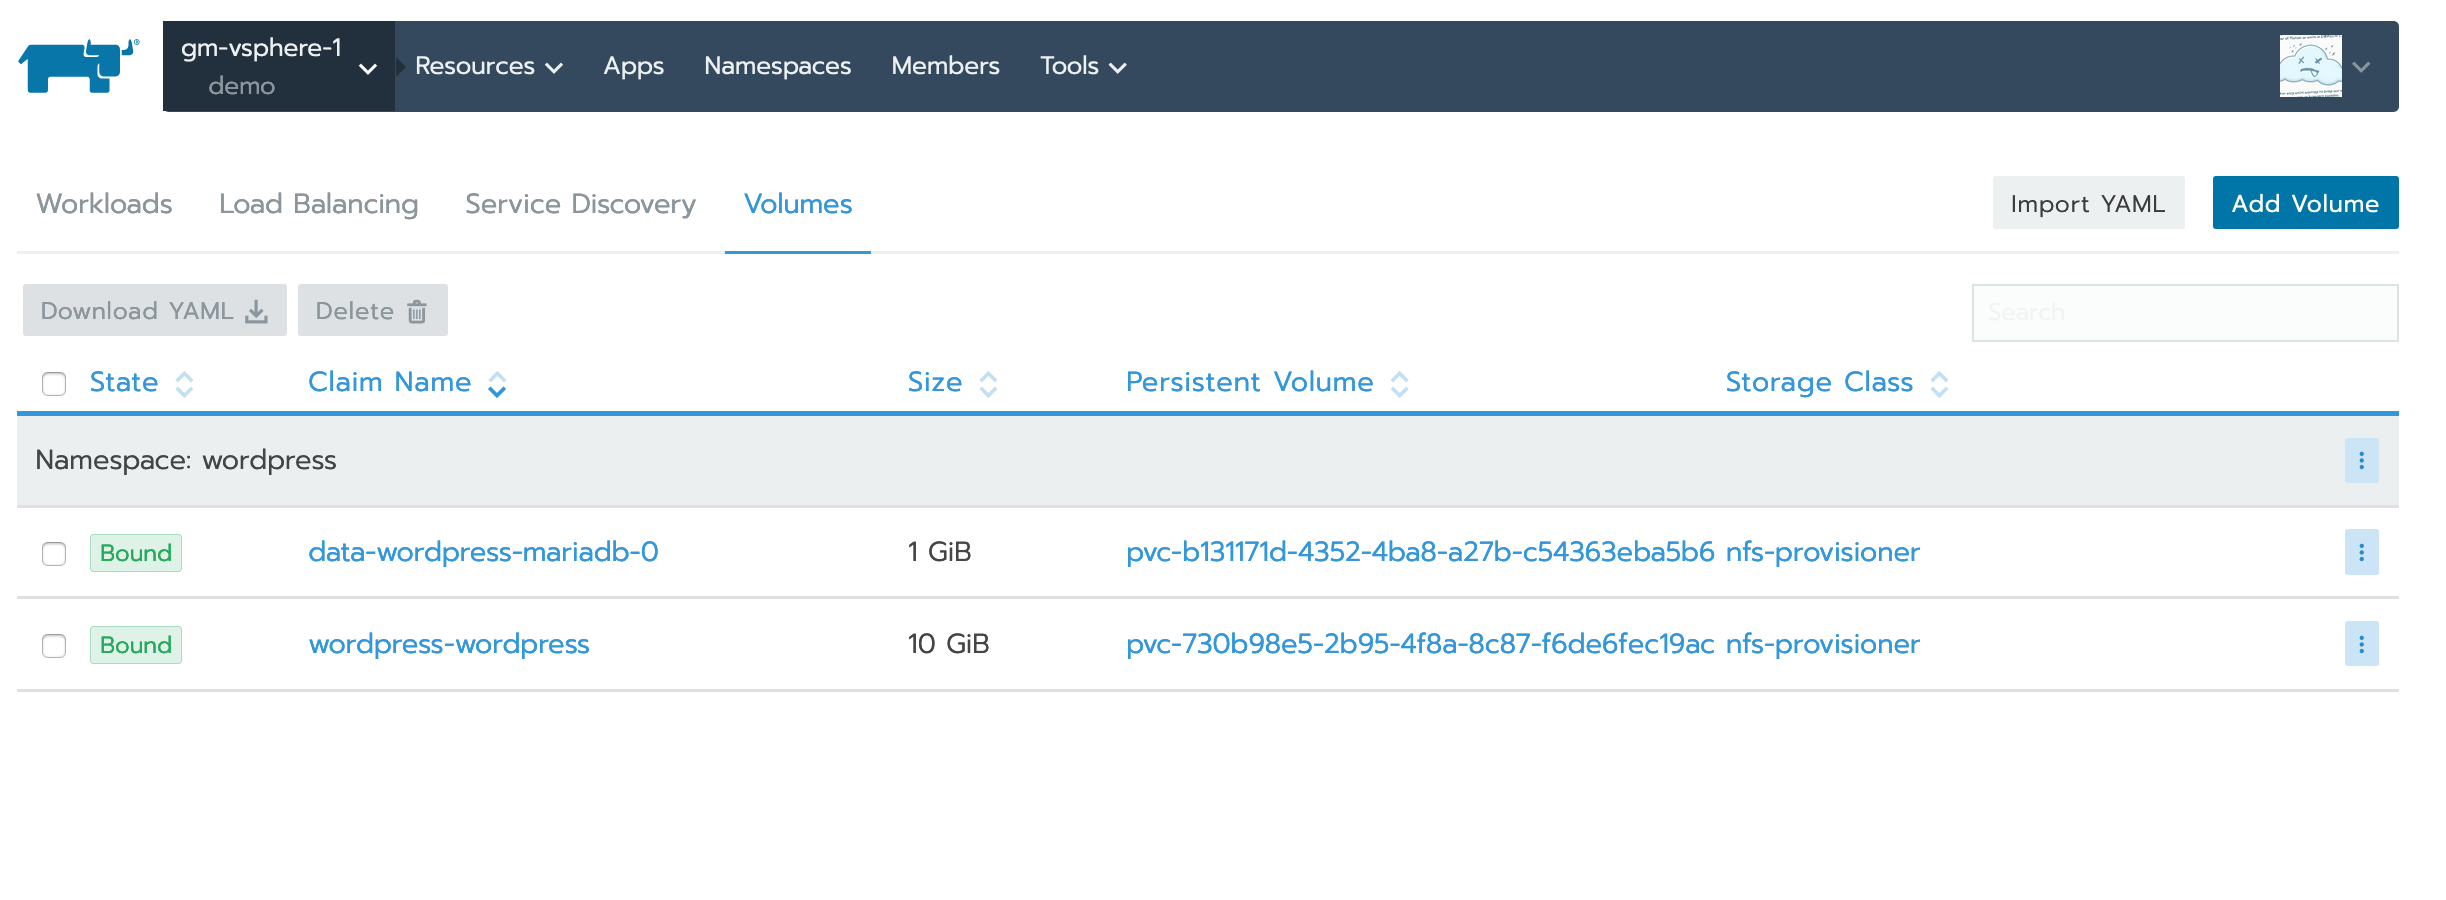 gm-vsphere-1
demo
Resources Apps Namespaces Members Tools
Workloads Load Balancing Service Discovery Volumes Import YAML Add Volume
Download YAML Delete Search
State Claim Name Size Persistent Volume Storage Class
Namespace: wordpress
Bound data-wordpress-mariadb-0 1 GiB pvc-b131171d-4352-4ba8-a27b-c54363eba5b6 nfs-provisioner
Bound wordpress-wordpress 10 GiB pvc-730b98e5-2b95-4f8a-8c87-f6de6fec19ac nfs-provisioner